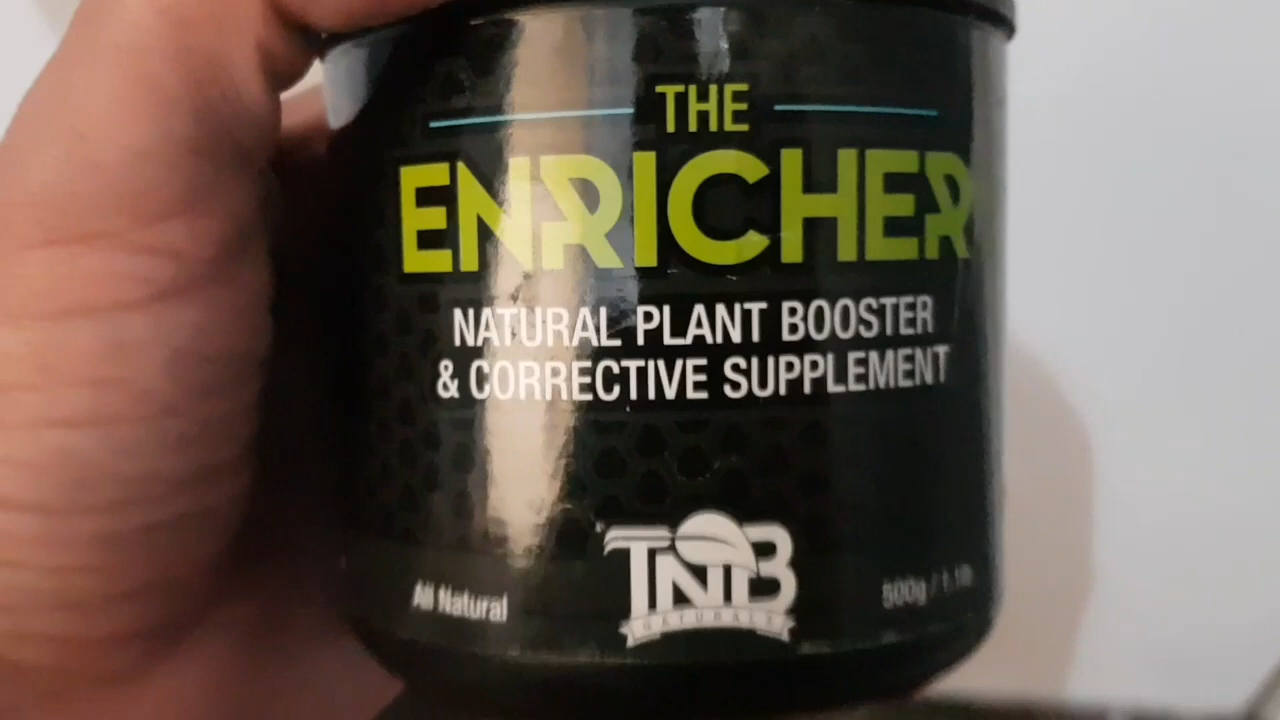 THE
ENRICHER
NATURAL PLANT BOOSTER
& CORRECTIVE SUPPLEMENT
TNB
NATURALS
All Natural
500g / 1.1lb